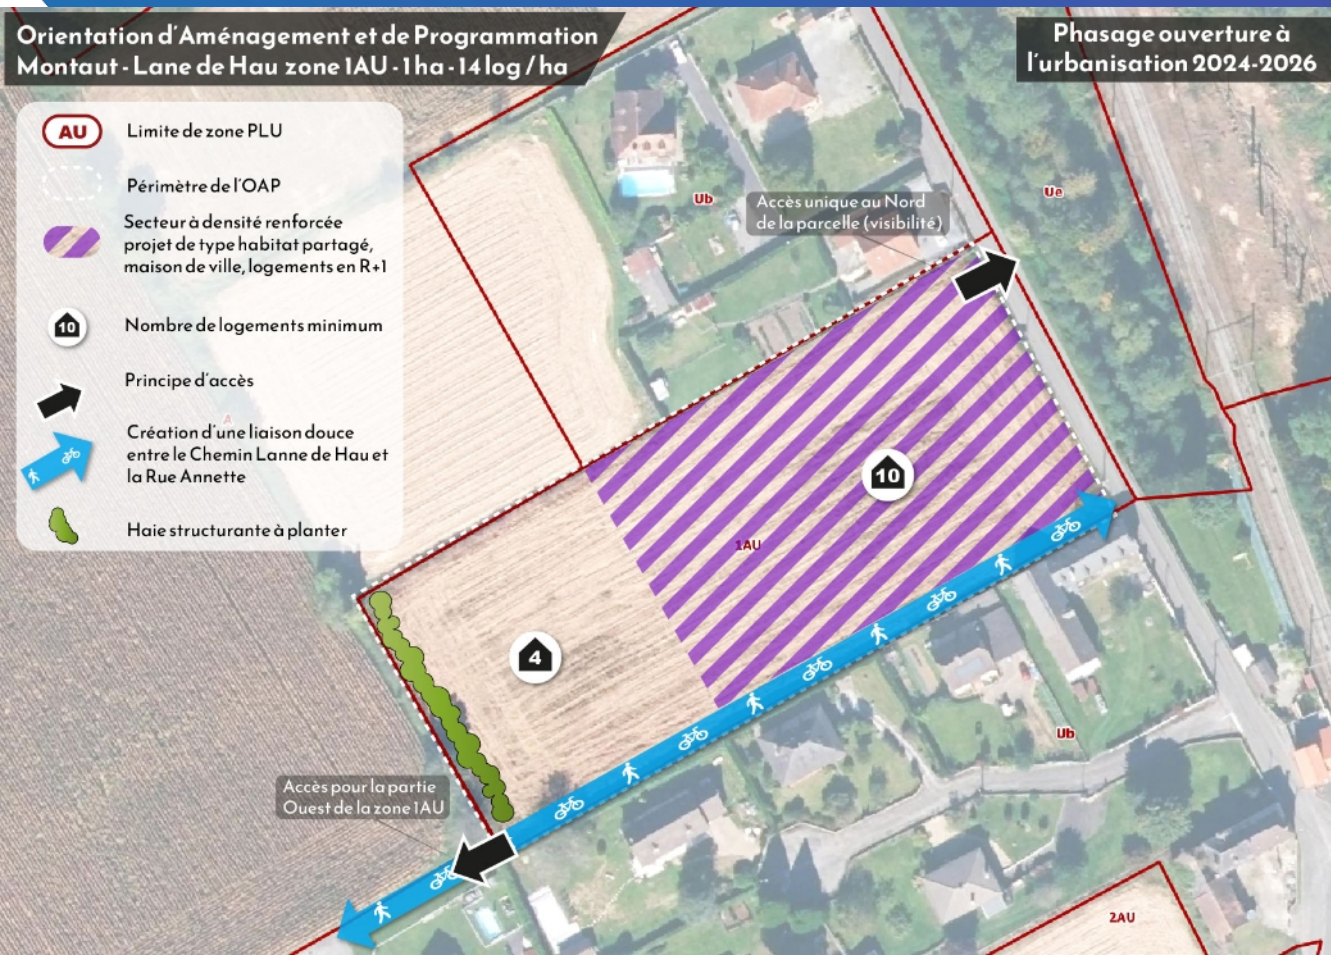 Orientation d'Aménagement et de Programmation
Montaut - Lane de Hau zone 1AU - 1 ha - 14 log / ha
Phasage ouverture à
l'urbanisation 2024-2026
AU
Limite de zone PLU
Périmètre de l'OAP
Secteur à densité renforcée
projet de type habitat partagé,
maison de ville, logements en R+1
10
Nombre de logements minimum
Principe d'accès
A
Création d'une liaison douce
entre le Chemin Lanne de Hau et
la Rue Annette
Haie structurante à planter
Ub
Accès unique au Nord
de la parcelle (visibilité)
Ue
10
1AU
4
Ub
Accès pour la partie
Ouest de la zone 1AU
2AU